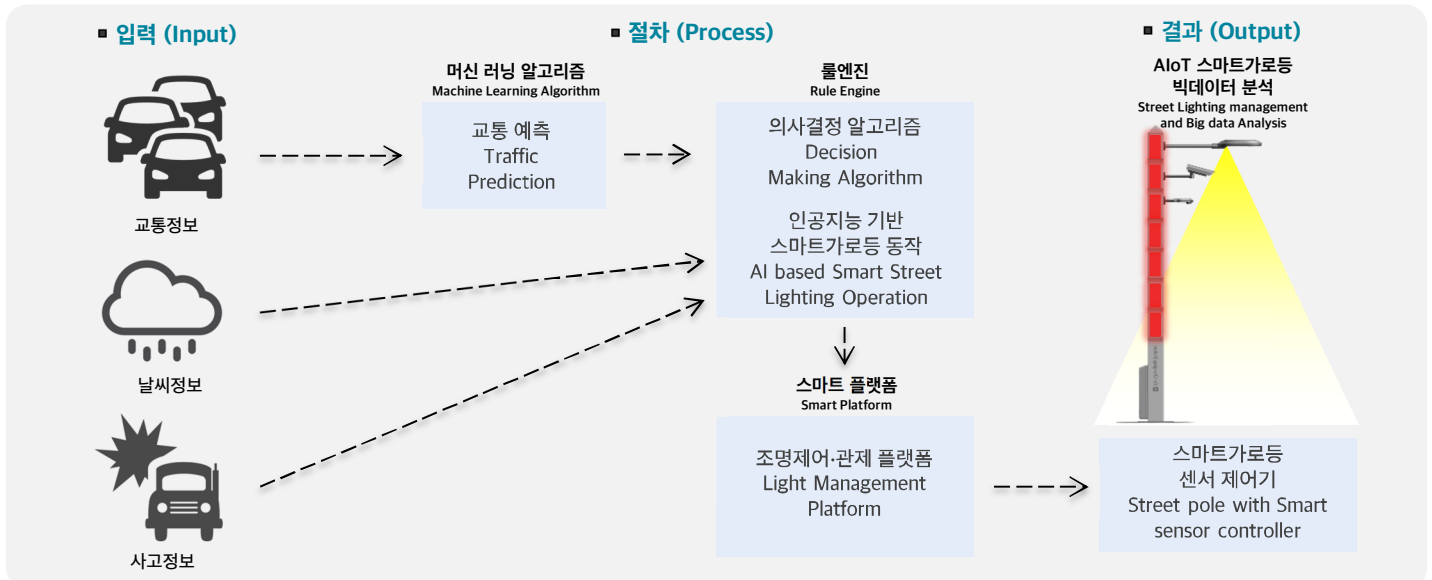 입력 (Input)
절차 (Process)
결과 (Output)
교통정보
날씨정보
사고정보
머신 러닝 알고리즘
Machine Learning Algorithm
교통 예측
Traffic
Prediction
룰엔진
Rule Engine
의사결정 알고리즘
Decision
Making Algorithm
인공지능 기반
스마트가로등 동작
AI based Smart Street
Lighting Operation
스마트 플랫폼
Smart Platform
조명제어·관제 플랫폼
Light Management
Platform
AIoT 스마트가로등
빅데이터 분석
Street Lighting management
and Big data Analysis
스마트가로등
센서 제어기
Street pole with Smart
sensor controller